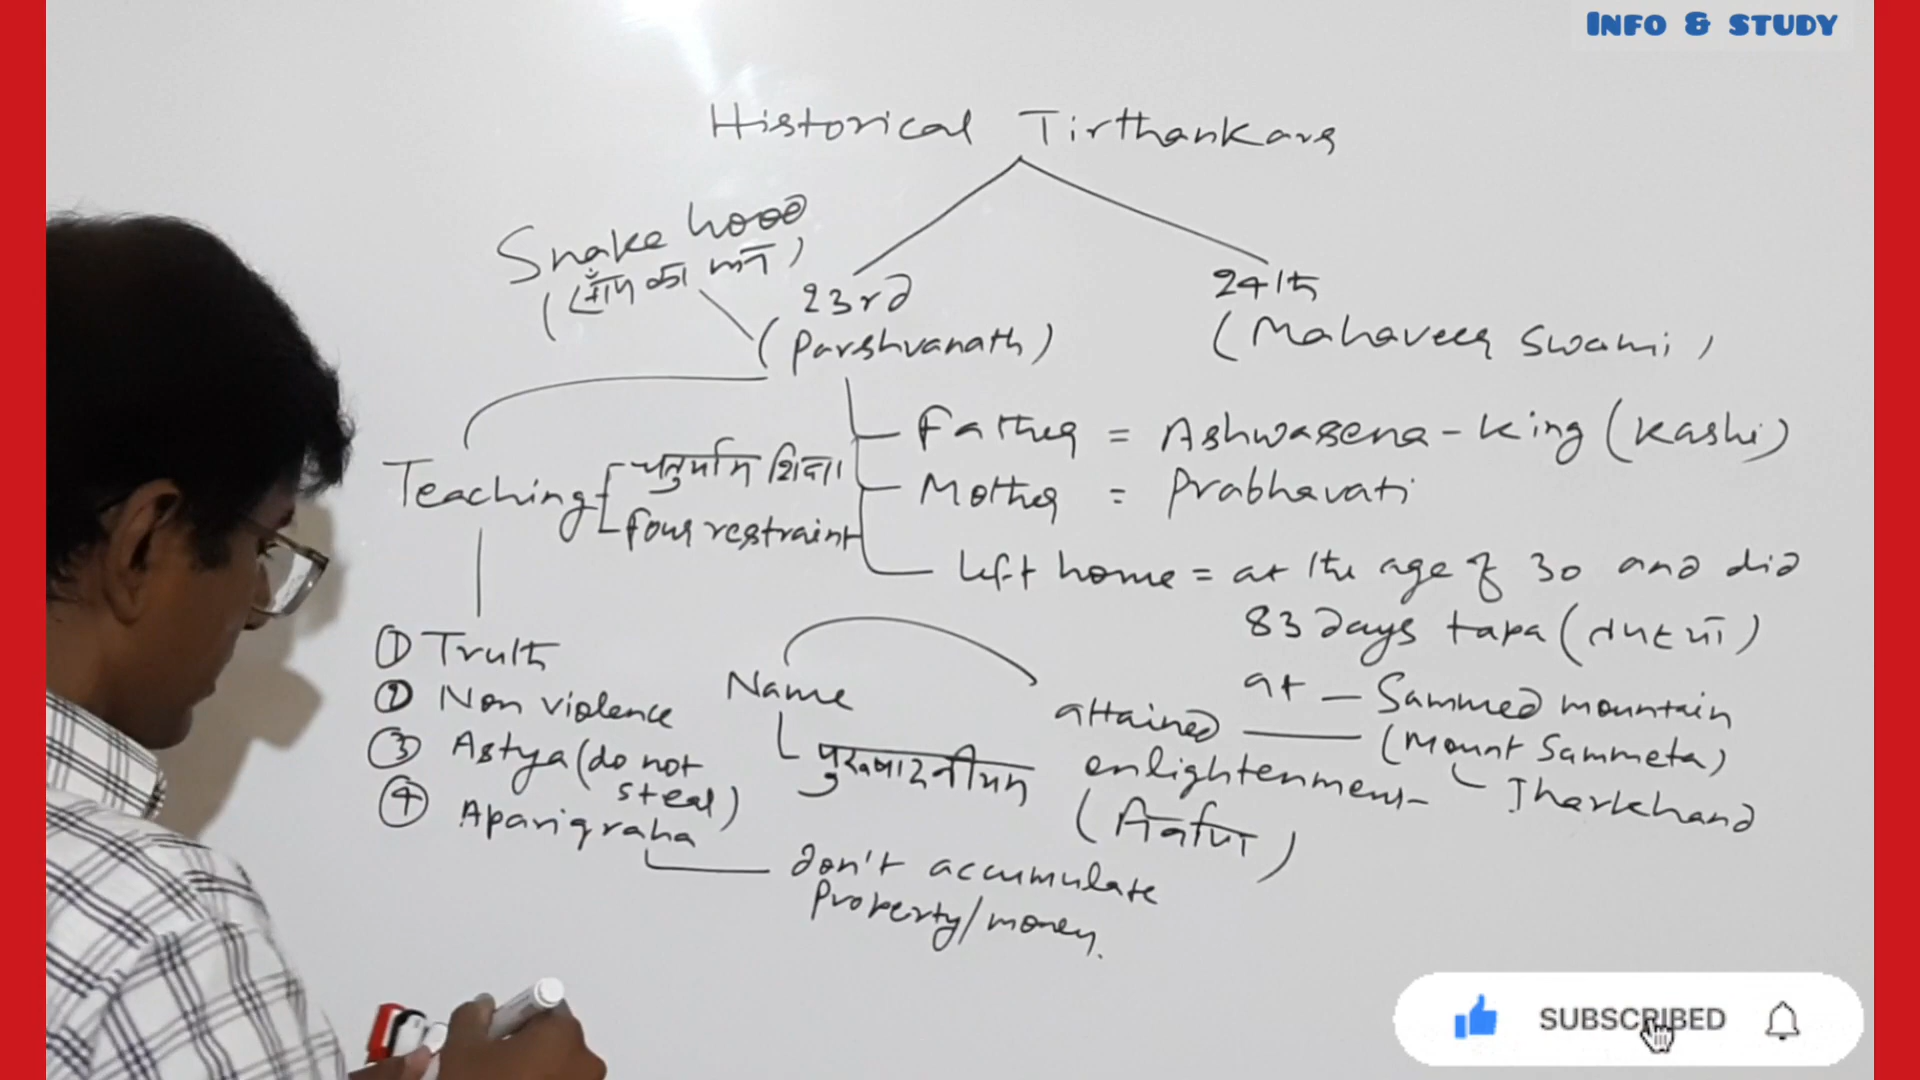 INFO & STUDY
Historical Tirthankars
Snake hood
(साँप का फन)
23rd
(Parshvanath)
24th
(Mahaveer Swami)
Father = Ashwasena - King (Kashi)
Mother = Prabhavati
Left home = at the age of 30 and did
83 days tapa (तपस्या)
at - Sammed mountain
(Mount Sammeta)
Jharkhand
Teaching
शिक्षा
Four restraint
① Truth
② Non violence
③ Astya (do not
steal)
④ Aparigraha
don't accumulate
Property/money.
Name
attained
enlightenment
SUBSCRIBED